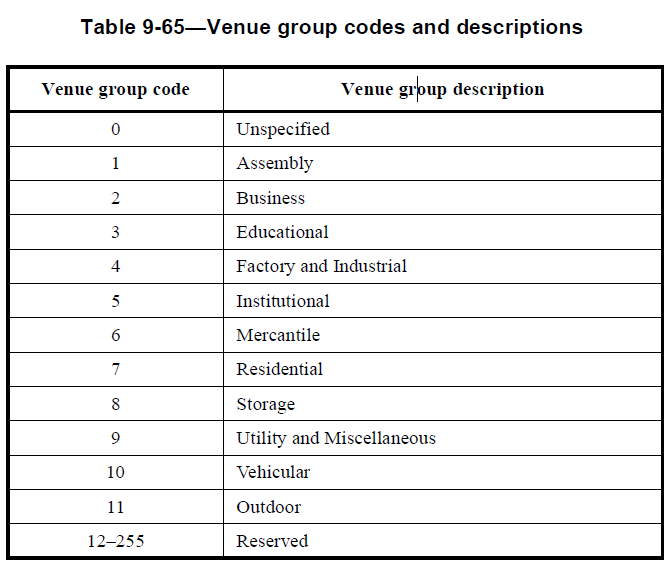 Table 9-65—Venue group codes and descriptions
Venue group code Venue group description
0 Unspecified
1 Assembly
2 Business
3 Educational
4 Factory and Industrial
5 Institutional
6 Mercantile
7 Residential
8 Storage
9 Utility and Miscellaneous
10 Vehicular
11 Outdoor
12–255 Reserved